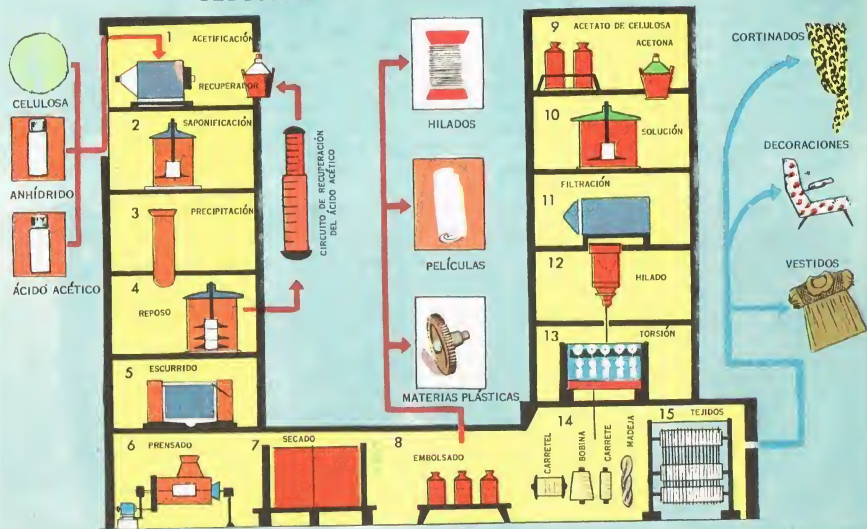 CELULOSA
ANHÍDRIDO
ÁCIDO ACÉTICO
1
ACETIFICACIÓN
RECUPERADOR
2
SAPONIFICACIÓN
3
PRECIPITACIÓN
4
REPOSO
5
ESCURRIDO
6
PRENSADO
7
SECADO
8
EMBOLSADO
CIRCUITO DE RECUPERACIÓN
DEL ÁCIDO ACÉTICO
HILADOS
PELÍCULAS
MATERIAS PLÁSTICAS
9
ACETATO DE CELULOSA
ACETONA
10
SOLUCIÓN
FILTRACIÓN
11
12
HILADO
13
TORSIÓN
14
CARRETEL
BOBINA
CARRETE
MADEJA
15
TEJIDOS
CORTINADOS
DECORACIONES
VESTIDOS